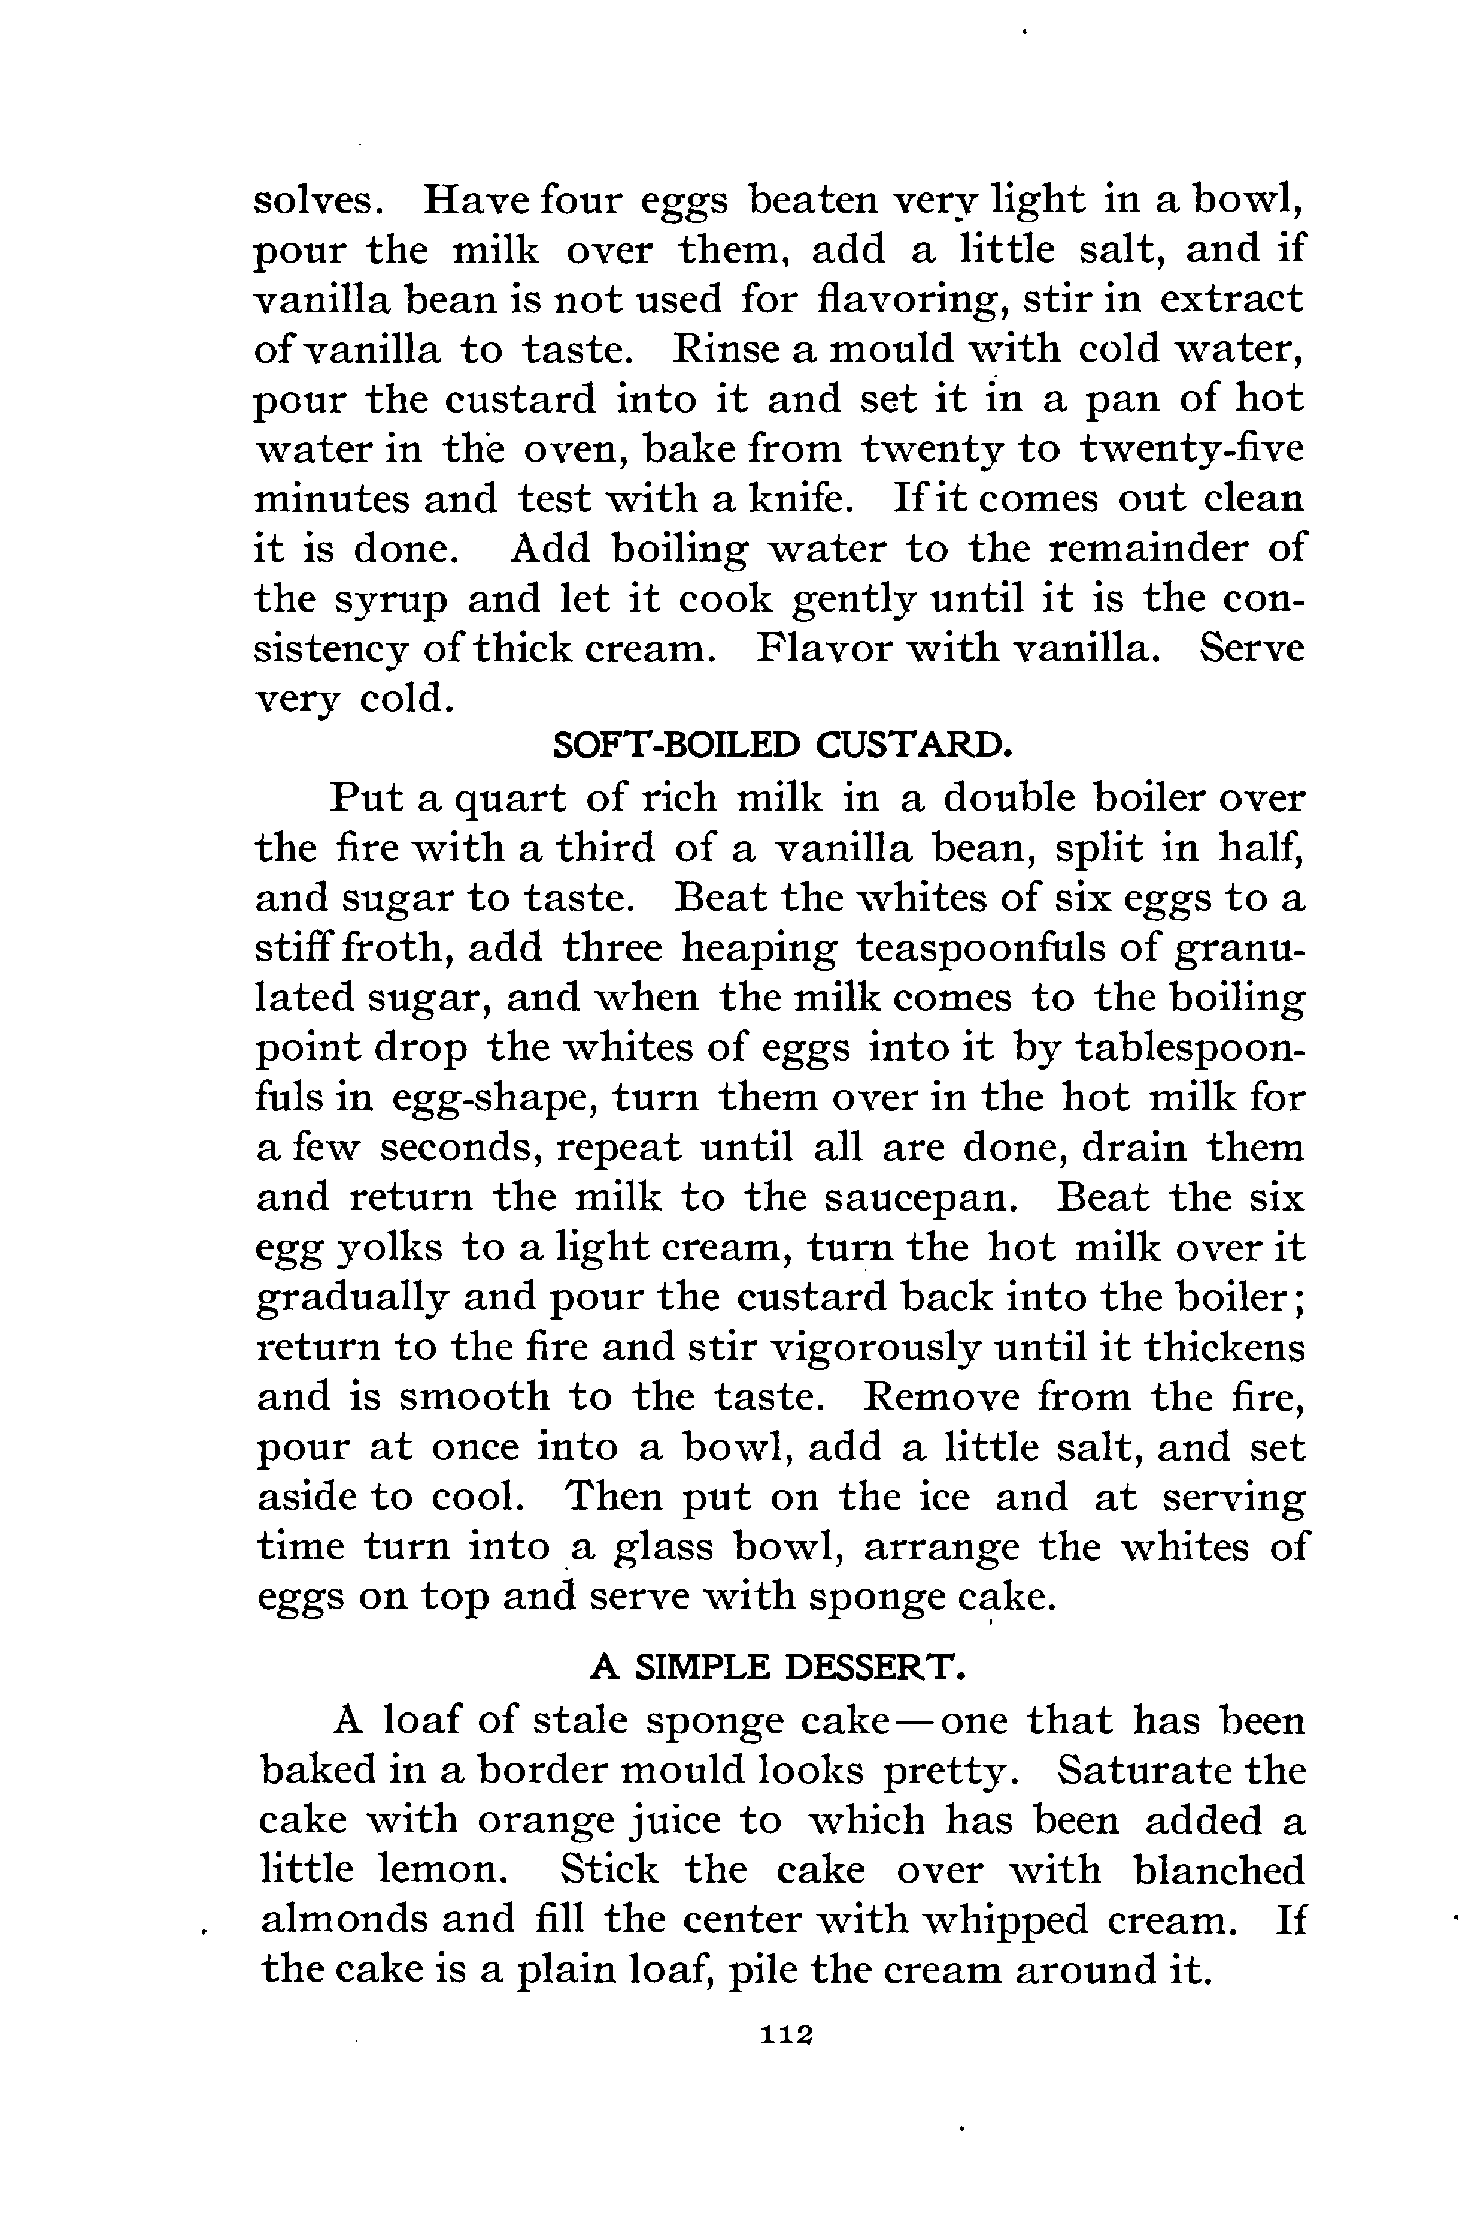 solves. Have four eggs beaten very light in a bowl,
pour the milk over them, add a little salt, and if
vanilla bean is not used for flavoring, stir in extract
of vanilla to taste. Rinse a mould with cold water,
pour the custard into it and set it in a pan of hot
water in the oven, bake from twenty to twenty-five
minutes and test with a knife. If it comes out clean
it is done. Add boiling water to the remainder of
the syrup and let it cook gently until it is the con-
sistency of thick cream. Flavor with vanilla. Serve
very cold.
SOFT-BOILED CUSTARD.
Put a quart of rich milk in a double boiler over
the fire with a third of a vanilla bean, split in half,
and sugar to taste. Beat the whites of six eggs to a
stiff froth, add three heaping teaspoonfuls of granu-
lated sugar, and when the milk comes to the boiling
point drop the whites of eggs into it by tablespoon-
fuls in egg-shape, turn them over in the hot milk for
a few seconds, repeat until all are done, drain them
and return the milk to the saucepan. Beat the six
egg yolks to a light cream, turn the hot milk over it
gradually and pour the custard back into the boiler;
return to the fire and stir vigorously until it thickens
and is smooth to the taste. Remove from the fire,
pour at once into a bowl, add a little salt, and set
aside to cool. Then put on the ice and at serving
time turn into a glass bowl, arrange the whites of
eggs on top and serve with sponge cake.
A SIMPLE DESSERT.
A loaf of stale sponge cake—one that has been
baked in a border mould looks pretty. Saturate the
cake with orange juice to which has been added a
little lemon. Stick the cake over with blanched
almonds and fill the center with whipped cream. If
the cake is a plain loaf, pile the cream around it.
112